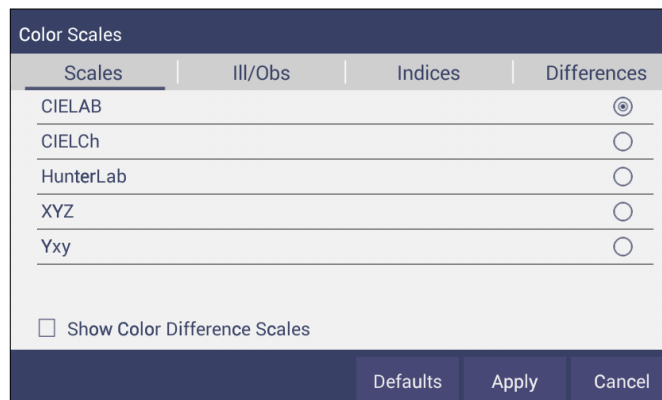 Color Scales
Scales Ill/Obs Indices Differences
CIELAB
CIELCh
HunterLab
XYZ
Yxy
Show Color Difference Scales
Defaults Apply Cancel